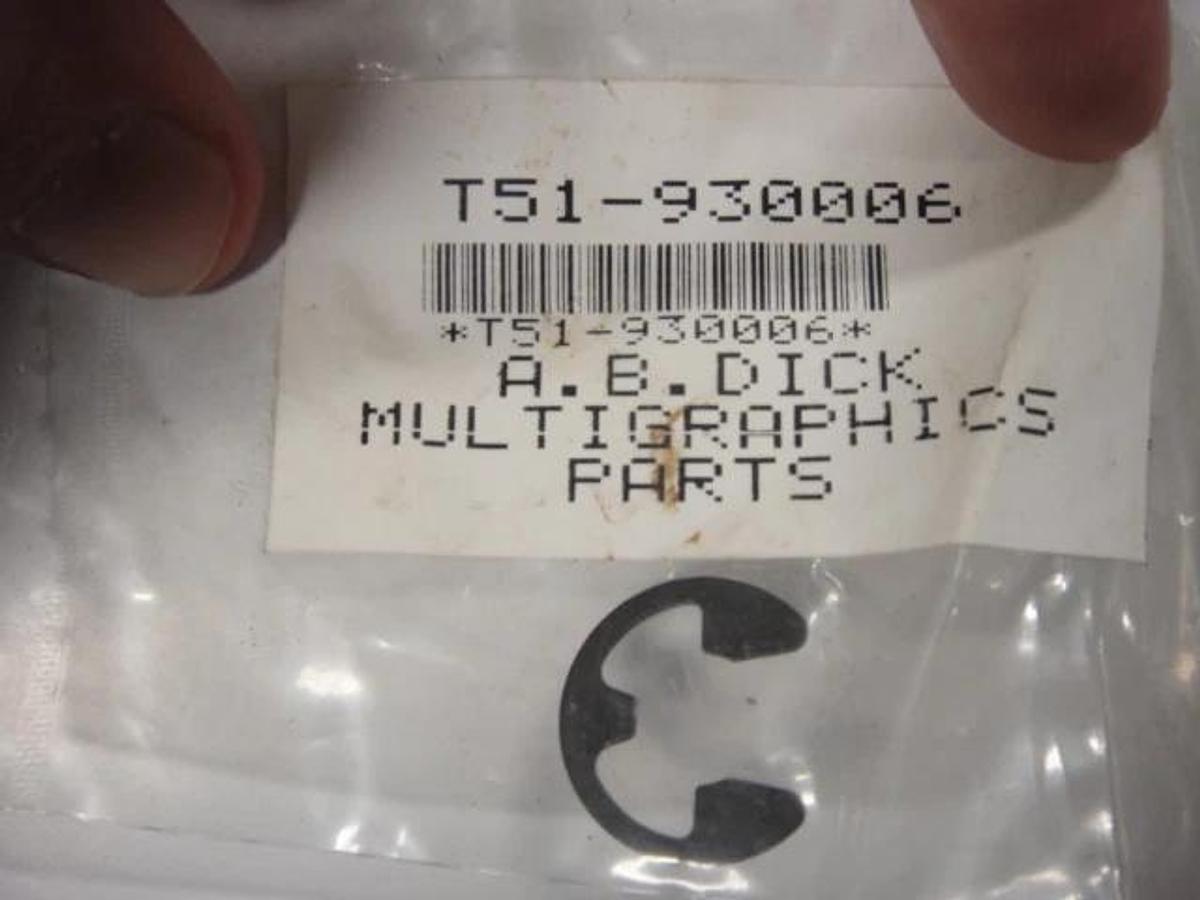 T51-930006
*T51-930006*
A.B.DICK
MULTIGRAPHICS
PARTS